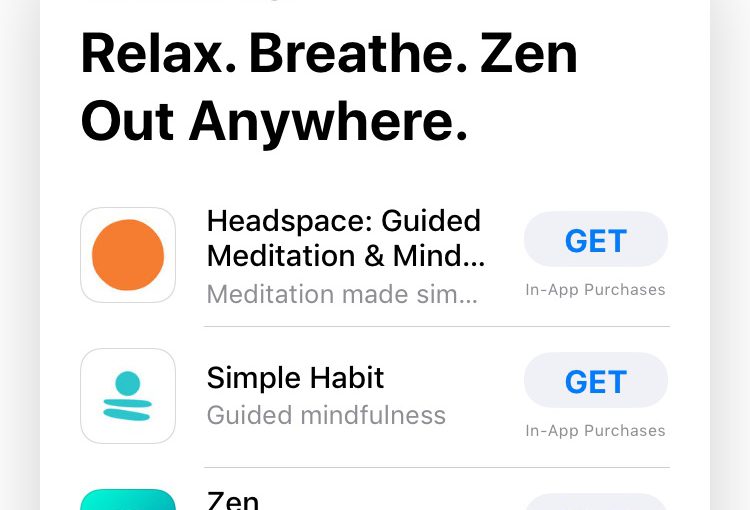 Relax. Breathe. Zen
Out Anywhere.
Headspace: Guided
Meditation & Mind...
Meditation made sim...
GET
In-App Purchases
Simple Habit
Guided mindfulness
GET
In-App Purchases
Zen